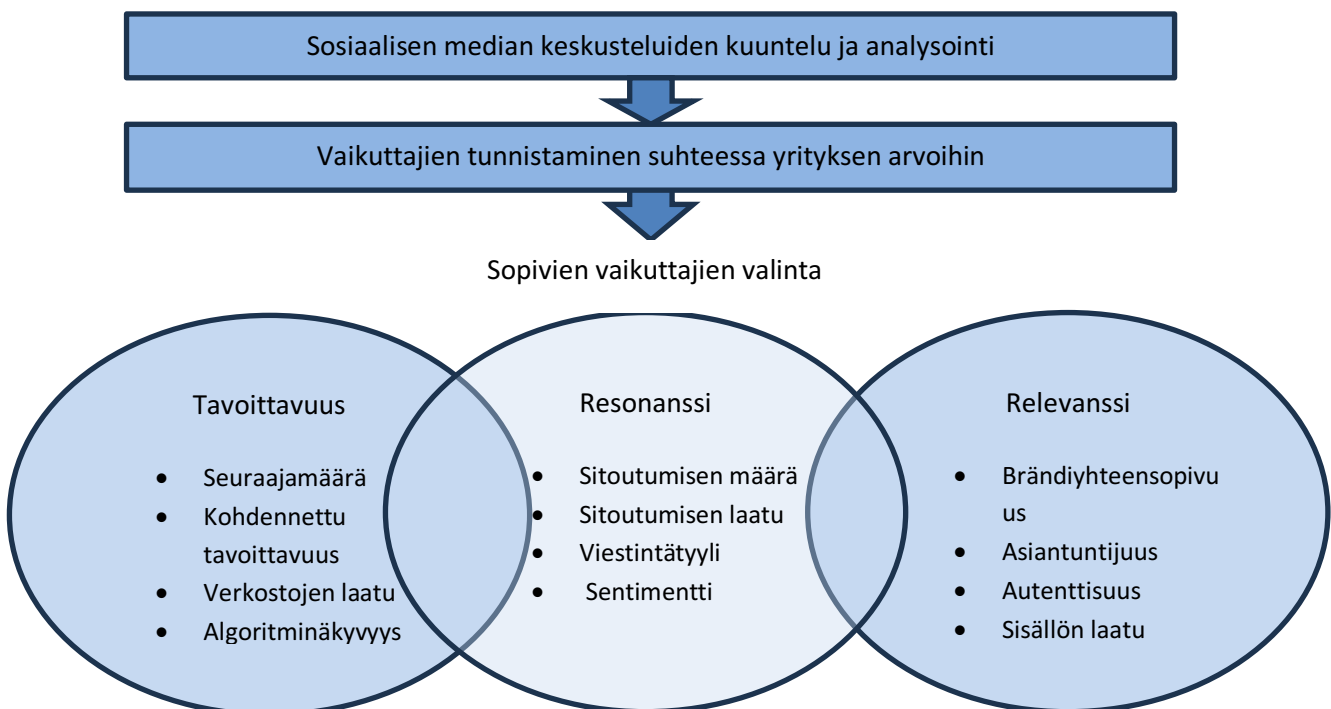 Sosiaalisen median keskusteluiden kuuntelu ja analysointi
Vaikuttajien tunnistaminen suhteessa yrityksen arvoihin
Sopivien vaikuttajien valinta
Tavoittavuus
• Seuraajamäärä
• Kohdennettu
tavoittavuus
• Verkostojen laatu
• Algoritminäkyvyys
Resonanssi
• Sitoutumisen määrä
• Sitoutumisen laatu
• Viestintätyyli
• Sentimentti
Relevanssi
• Brändiyhteensopivu
us
• Asiantuntijuus
• Autenttisuus
• Sisällön laatu